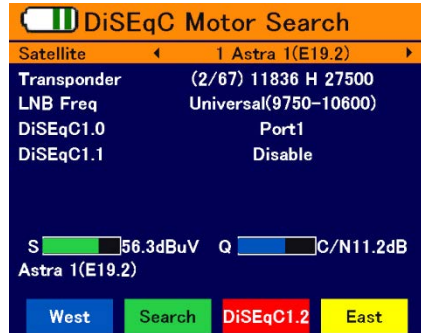 DiSEqC Motor Search
Satellite 1 Astra 1(E19.2)
Transponder (2/67) 11836 H 27500
LNB Freq Universal(9750-10600)
DiSEqC1.0 Port1
DiSEqC1.1 Disable
S 56.3dBuV Q C/N11.2dB
Astra 1(E19.2)
West Search DiSEqC1.2 East